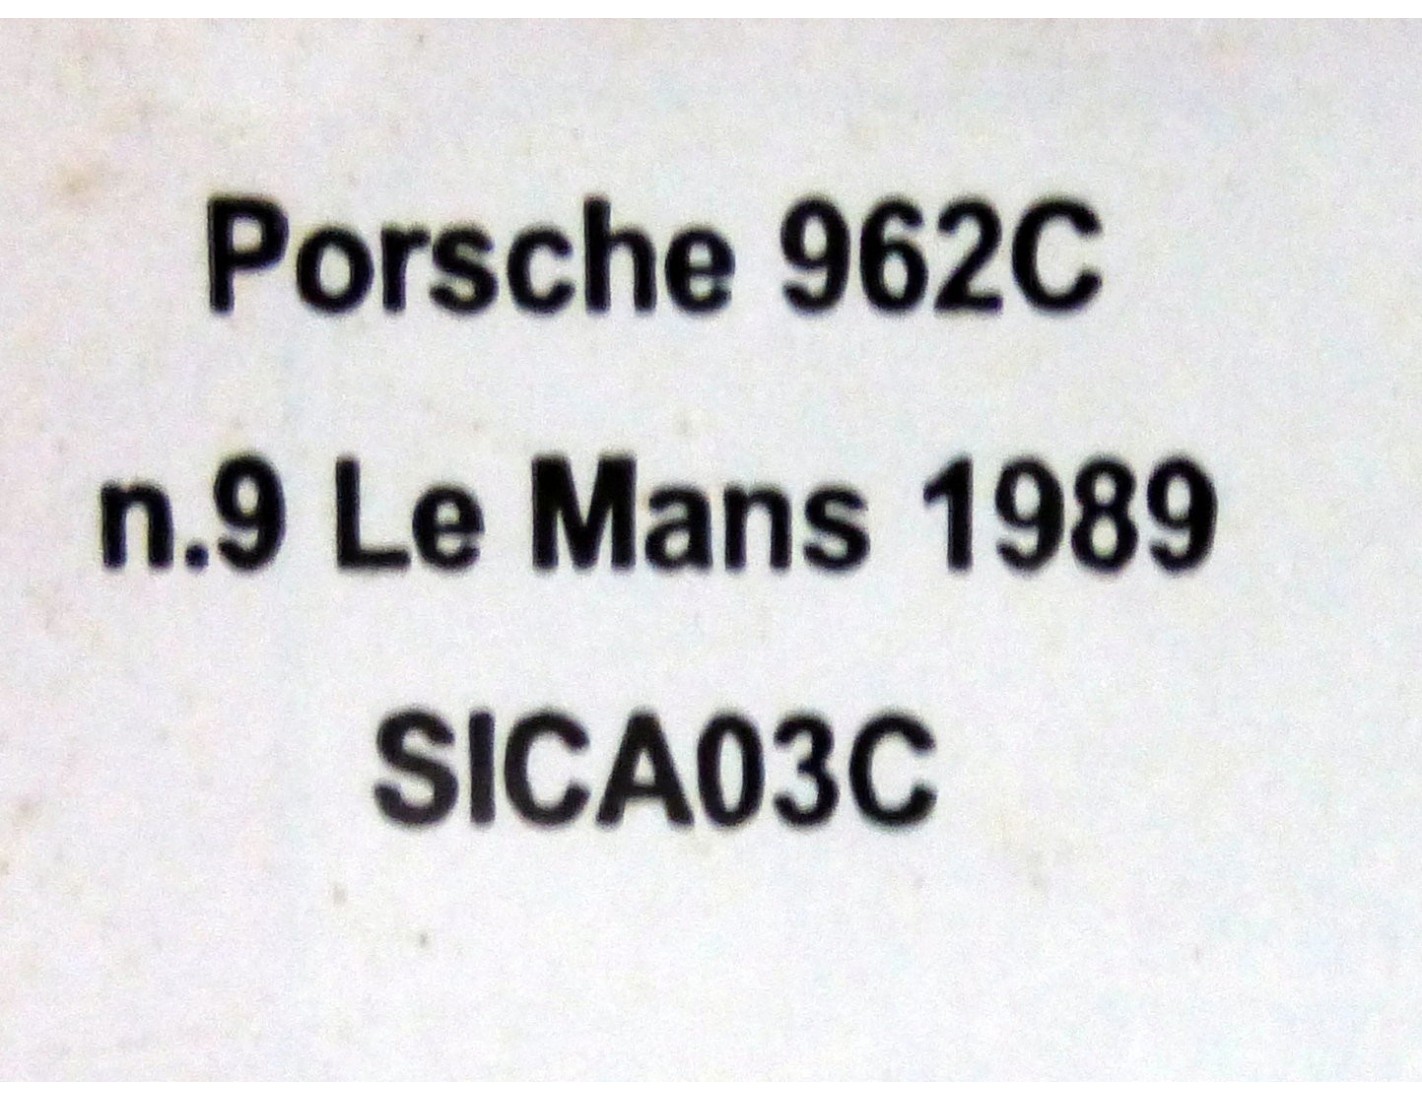 Porsche 962C
n.9 Le Mans 1989
SICA03C